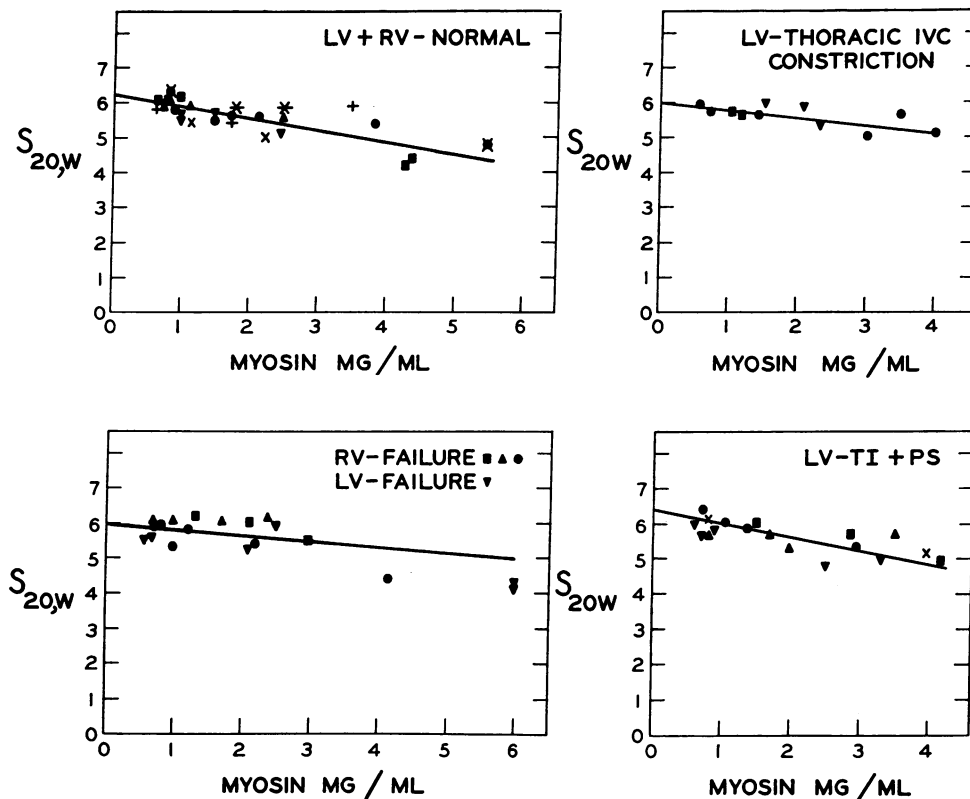 LV + RV - NORMAL
7
6
5
4
3
2
1
0
S20,W
0 1 2 3 4 5 6
MYOSIN MG/ML
LV-THORACIC IVC
CONSTRICTION
7
6
5
4
3
2
1
0
S20W
0 1 2 3 4
MYOSIN MG/ML
RV-FAILURE ■ ▲ ●
LV-FAILURE ▼
7
6
5
4
3
2
1
0
S20,W
0 1 2 3 4 5 6
MYOSIN MG/ML
LV-TI + PS
7
6
5
4
3
2
1
0
S20W
0 1 2 3 4
MYOSIN MG/ML